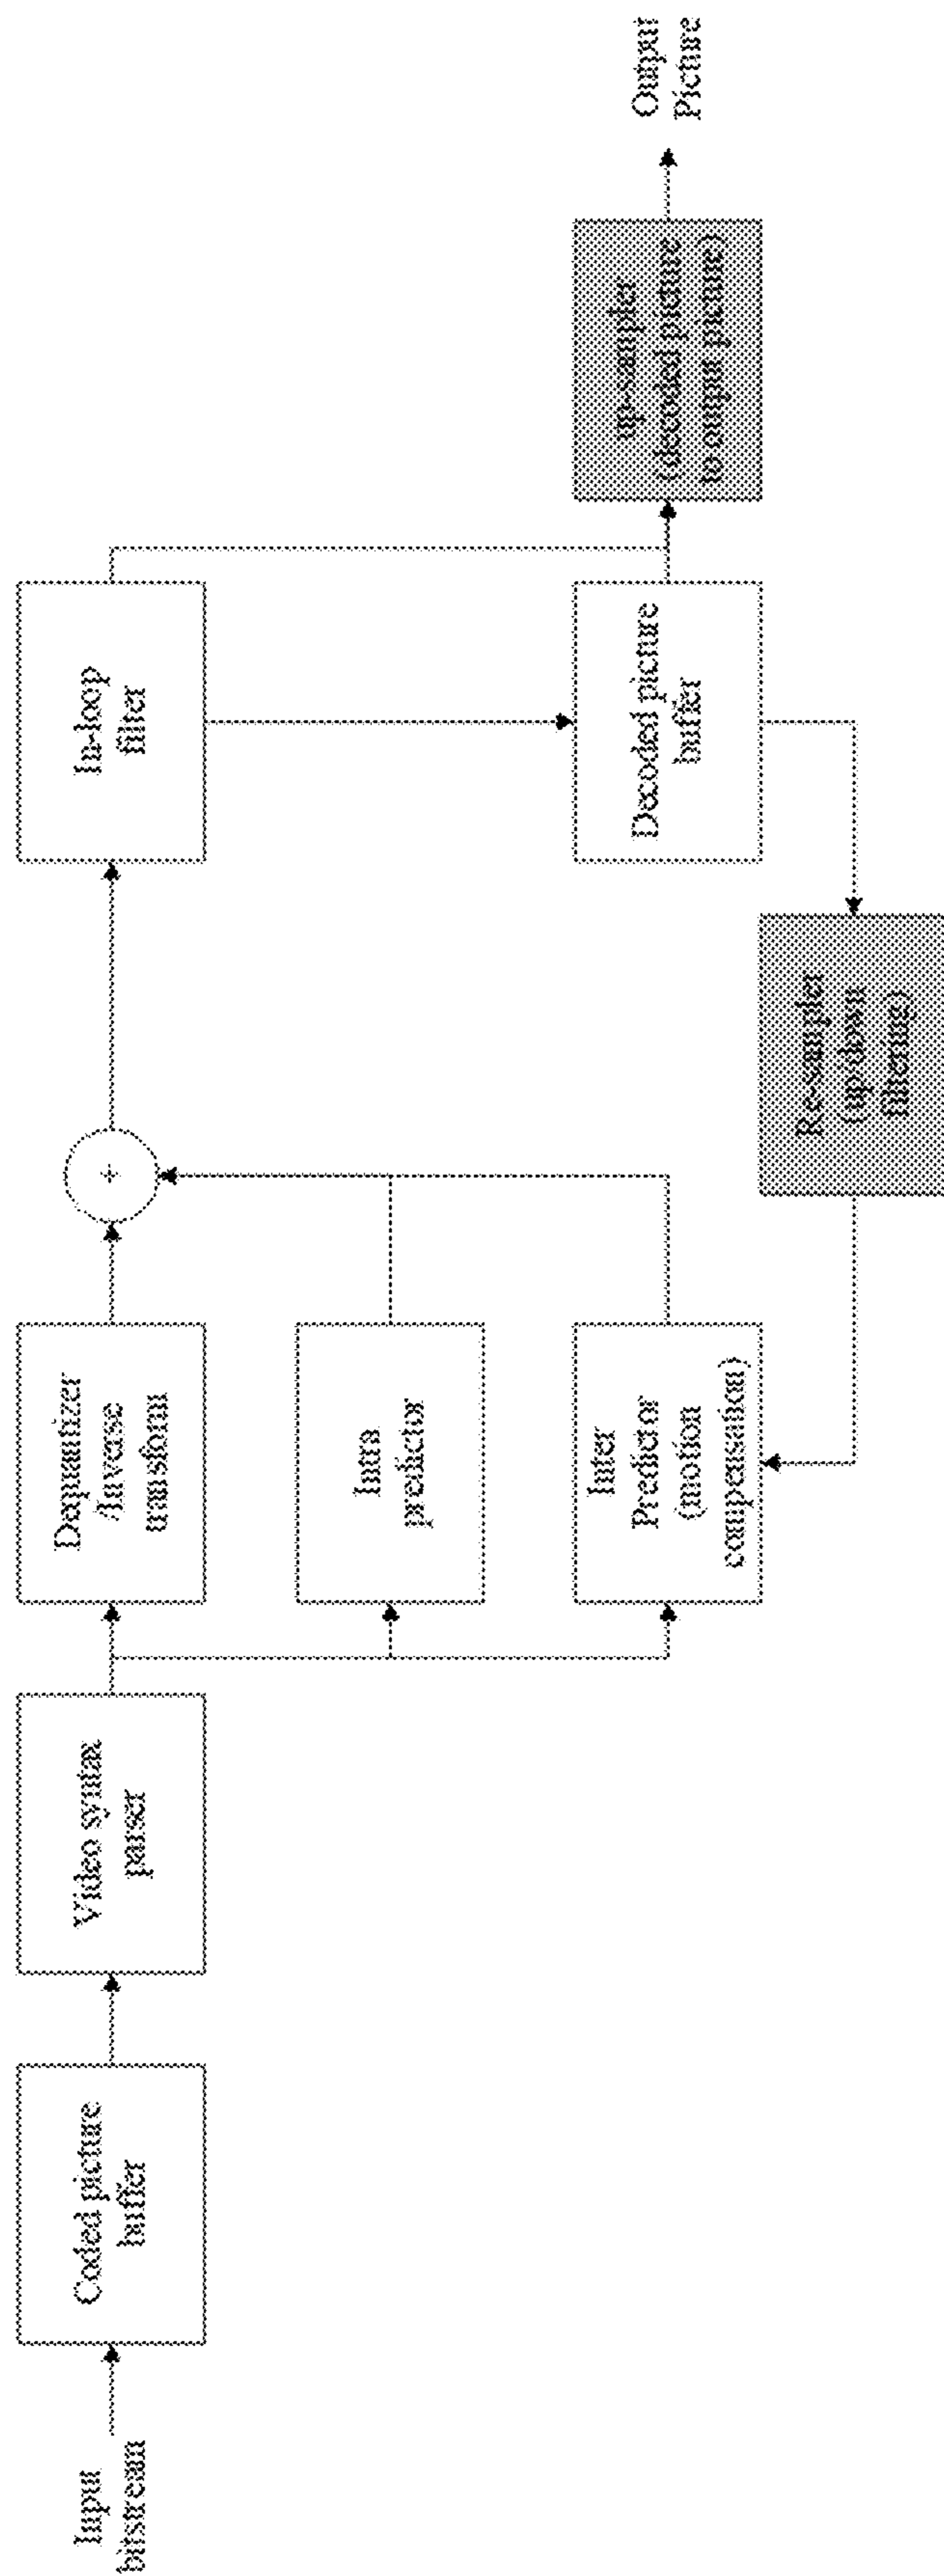 Input
bitstream
Coded picture
buffer
Video syntax
parser
Dequantizer
/Inverse
transform
Intra
predictor
Inter
Predictor
(motion
compensation)
+
In-loop
filter
Decoded picture
buffer
Re-sampler
(up/down
filtering)
up-sampler
(decoded picture
to output picture)
Output
Picture